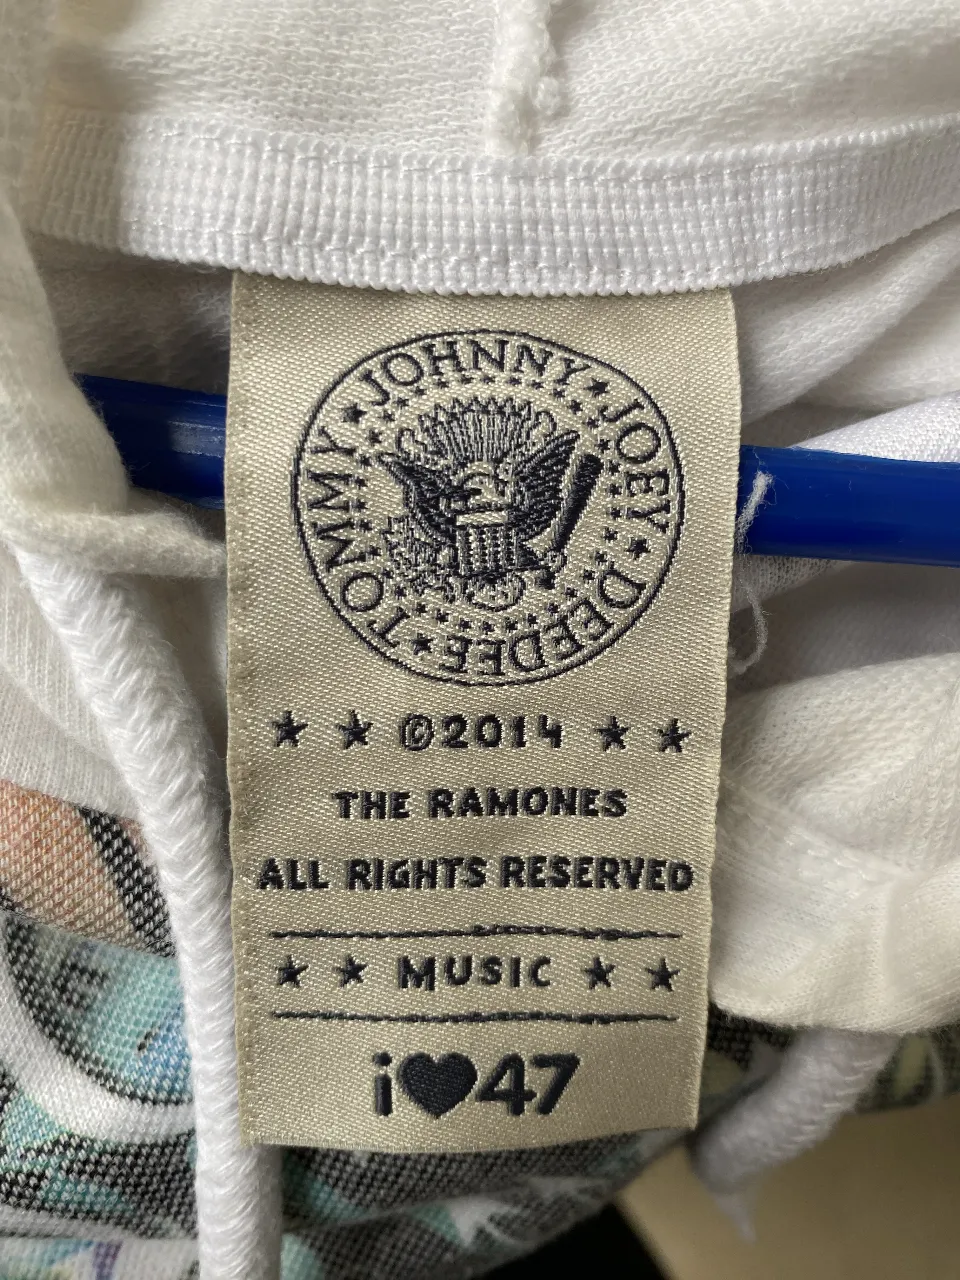 JOHNNY ★ JOEY ★ DEEDEE ★ TOMMY ★
★ ★ ©2014 ★ ★
THE RAMONES
ALL RIGHTS RESERVED
★ ★ MUSIC ★ ★
i♥47